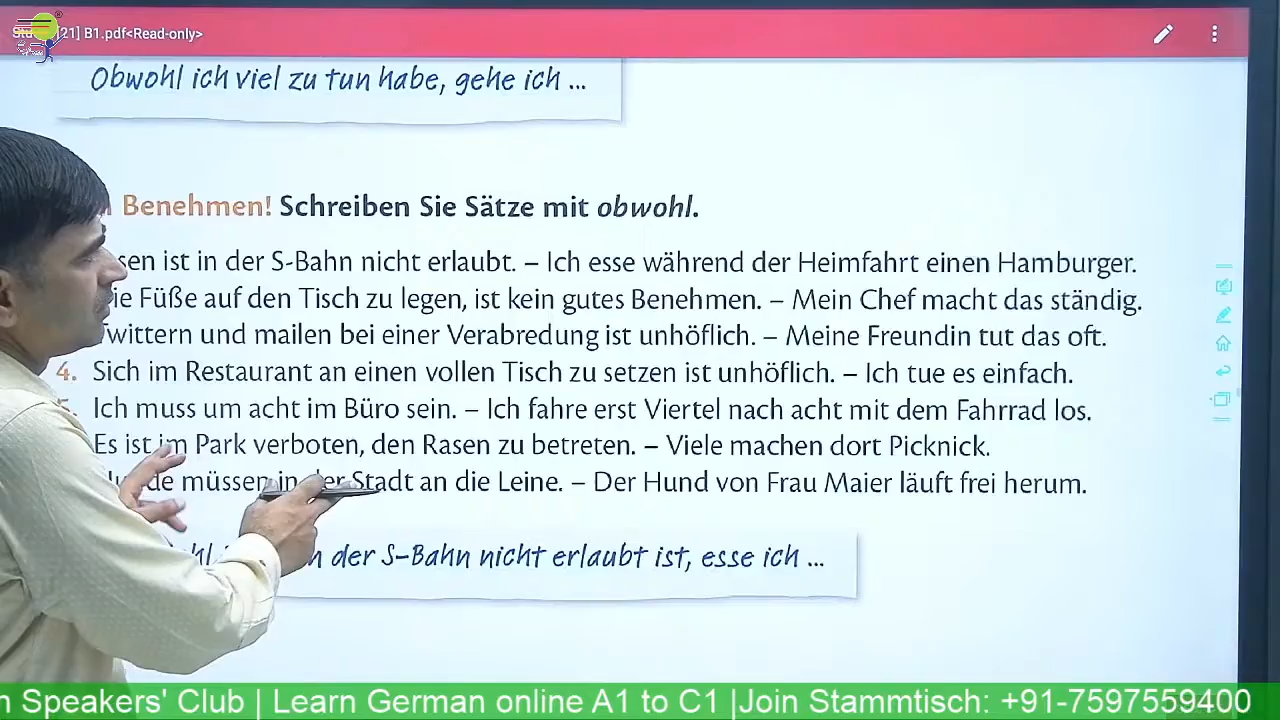 [21] B1.pdf<Read-only>
Obwohl ich viel zu tun habe, gehe ich ...
Benehmen! Schreiben Sie Sätze mit obwohl.
ist in der S-Bahn nicht erlaubt. – Ich esse während der Heimfahrt einen Hamburger.
Füße auf den Tisch zu legen, ist kein gutes Benehmen. – Mein Chef macht das ständig.
Twittern und mailen bei einer Verabredung ist unhöflich. – Meine Freundin tut das oft.
4. Sich im Restaurant an einen vollen Tisch zu setzen ist unhöflich. – Ich tue es einfach.
5. Ich muss um acht im Büro sein. – Ich fahre erst Viertel nach acht mit dem Fahrrad los.
Es ist im Park verboten, den Rasen zu betreten. – Viele machen dort Picknick.
müssen in der Stadt an die Leine. – Der Hund von Frau Maier läuft frei herum.
der S-Bahn nicht erlaubt ist, esse ich ...
n Speakers' Club | Learn German online A1 to C1 |Join Stammtisch: +91-7597559400